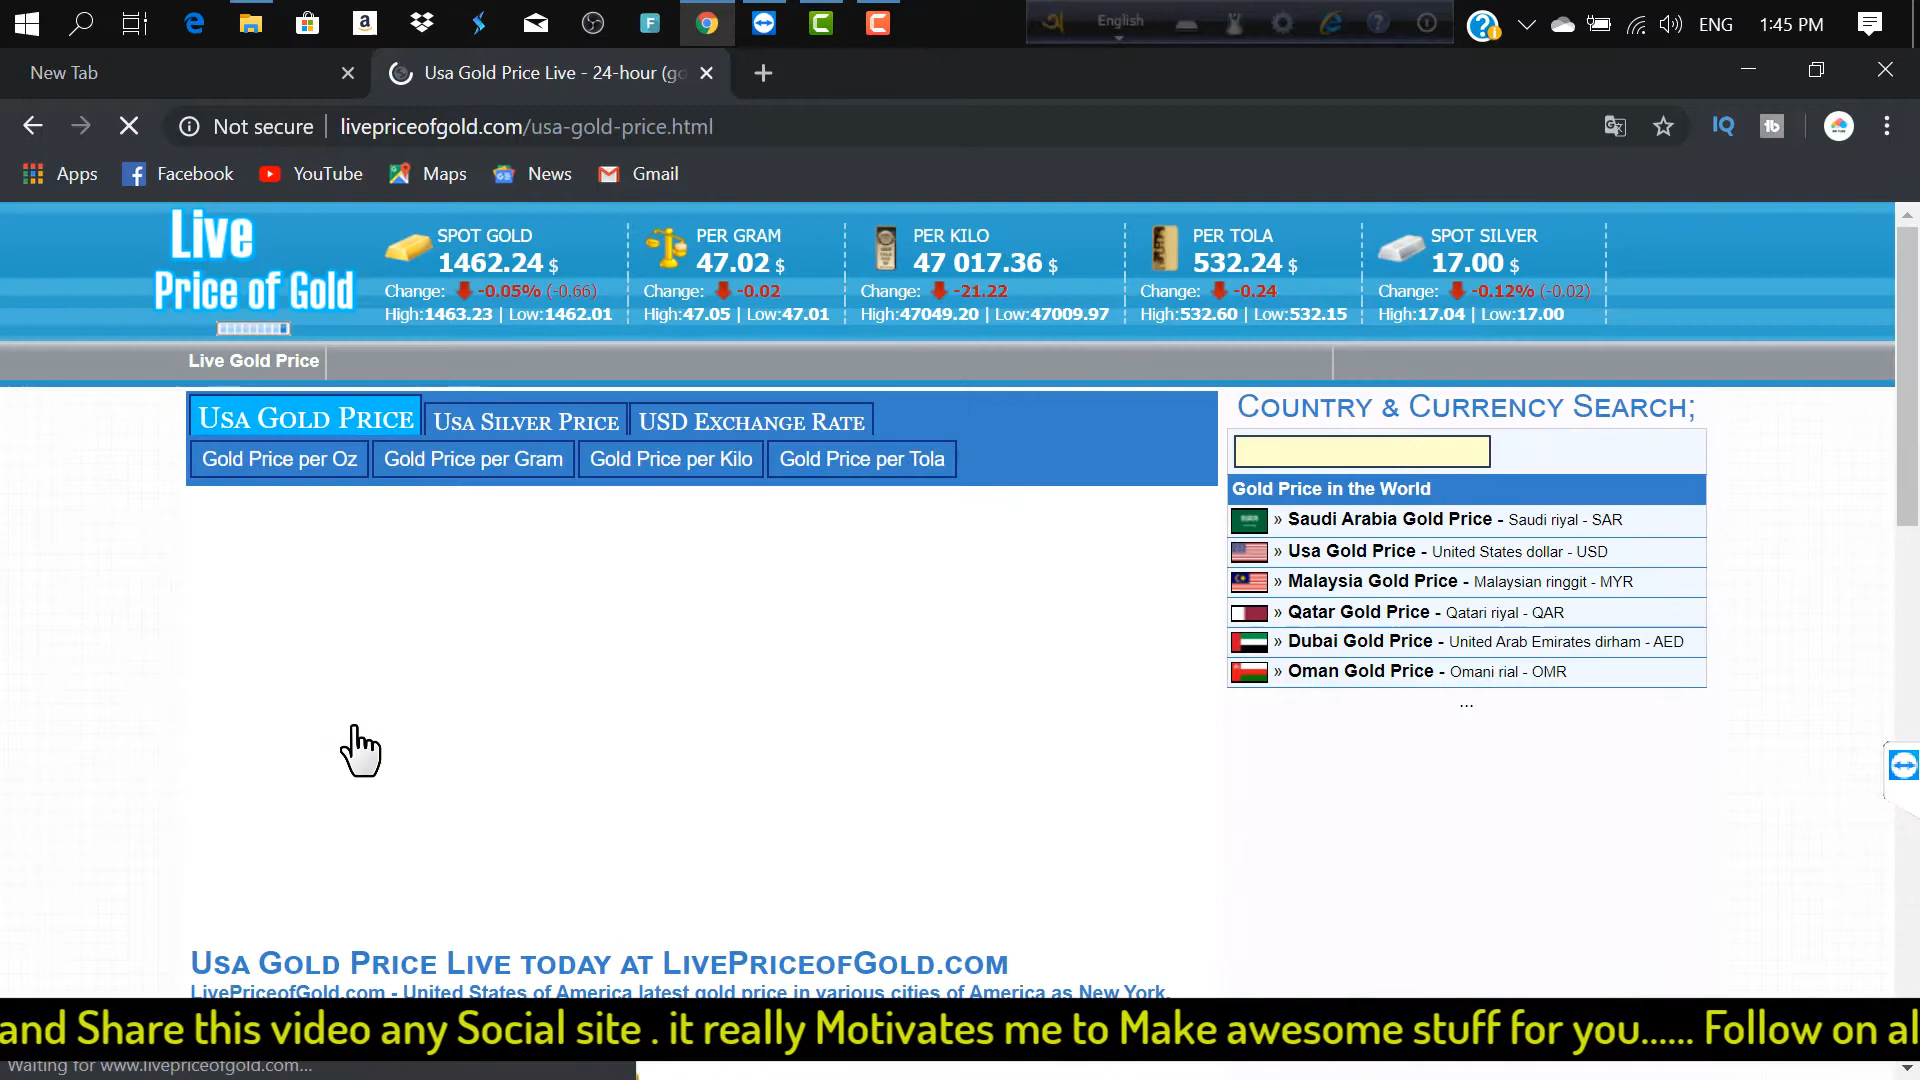 English
ENG
1:45 PM
New Tab
Usa Gold Price Live - 24-hour (go
Not secure
livepriceofgold.com/usa-gold-price.html
Apps
Facebook
YouTube
Maps
News
Gmail
Live
Price of Gold
SPOT GOLD
1462.24 $
Change: -0.05% (-0.66)
High:1463.23 | Low:1462.01
PER GRAM
47.02 $
Change: -0.02
High:47.05 | Low:47.01
PER KILO
47 017.36 $
Change: -21.22
High:47049.20 | Low:47009.97
PER TOLA
532.24 $
Change: -0.24
High:532.60 | Low:532.15
SPOT SILVER
17.00 $
Change: -0.12% (-0.02)
High:17.04 | Low:17.00
Live Gold Price
Usa Gold Price
Usa Silver Price
USD Exchange Rate
Gold Price per Oz
Gold Price per Gram
Gold Price per Kilo
Gold Price per Tola
Country & Currency Search;
Gold Price in the World
» Saudi Arabia Gold Price - Saudi riyal - SAR
» Usa Gold Price - United States dollar - USD
» Malaysia Gold Price - Malaysian ringgit - MYR
» Qatar Gold Price - Qatari riyal - QAR
» Dubai Gold Price - United Arab Emirates dirham - AED
» Oman Gold Price - Omani rial - OMR
...
Usa Gold Price Live today at LivePriceofGold.com
LivePriceofGold.com - United States of America latest gold price in various cities of America as New York,
and Share this video any Social site . it really Motivates me to Make awesome stuff for you...... Follow on al
Waiting for www.livepriceofgold.com...